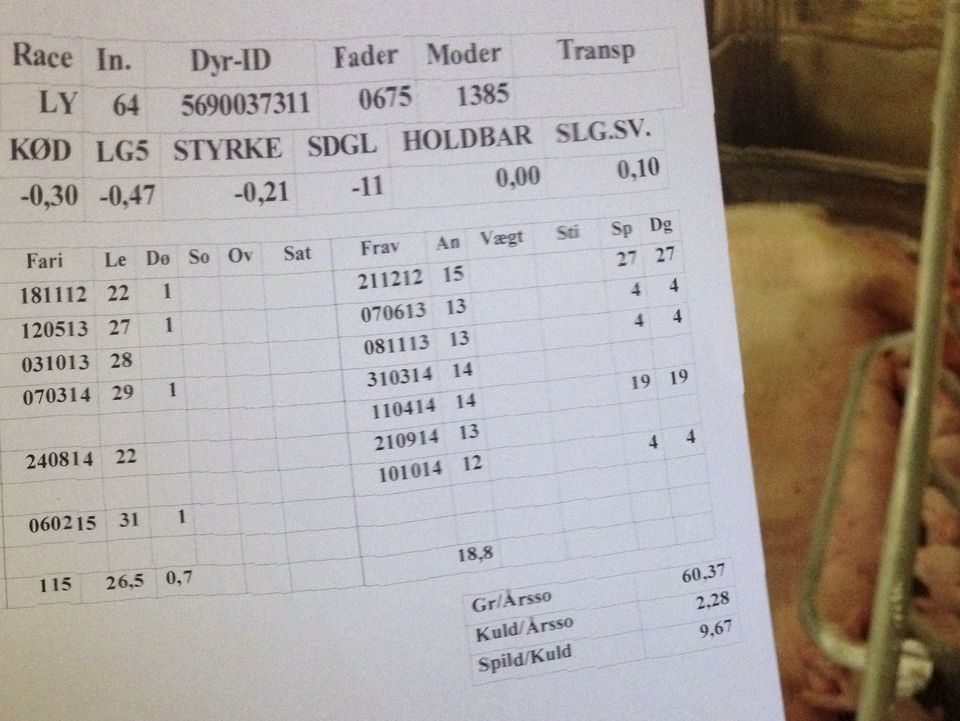 Race In. Dyr-ID Fader Moder Transp
LY 64 5690037311 0675 1385
KØD LG5 STYRKE SDGL HOLDBAR SLG.SV.
-0,30 -0,47 -0,21 -11 0,00 0,10
Fari Le Dø So Ov Sat Frav An Vægt Sti Sp Dg
181112 22 1 211212 15 27 27
120513 27 1 070613 13 4 4
031013 28 081113 13 4 4
070314 29 1 310314 14
110414 14 19 19
240814 22 210914 13
101014 12 4 4
060215 31 1
115 26,5 0,7 18,8
Gr/Årsso 60,37
Kuld/Årsso 2,28
Spild/Kuld 9,67